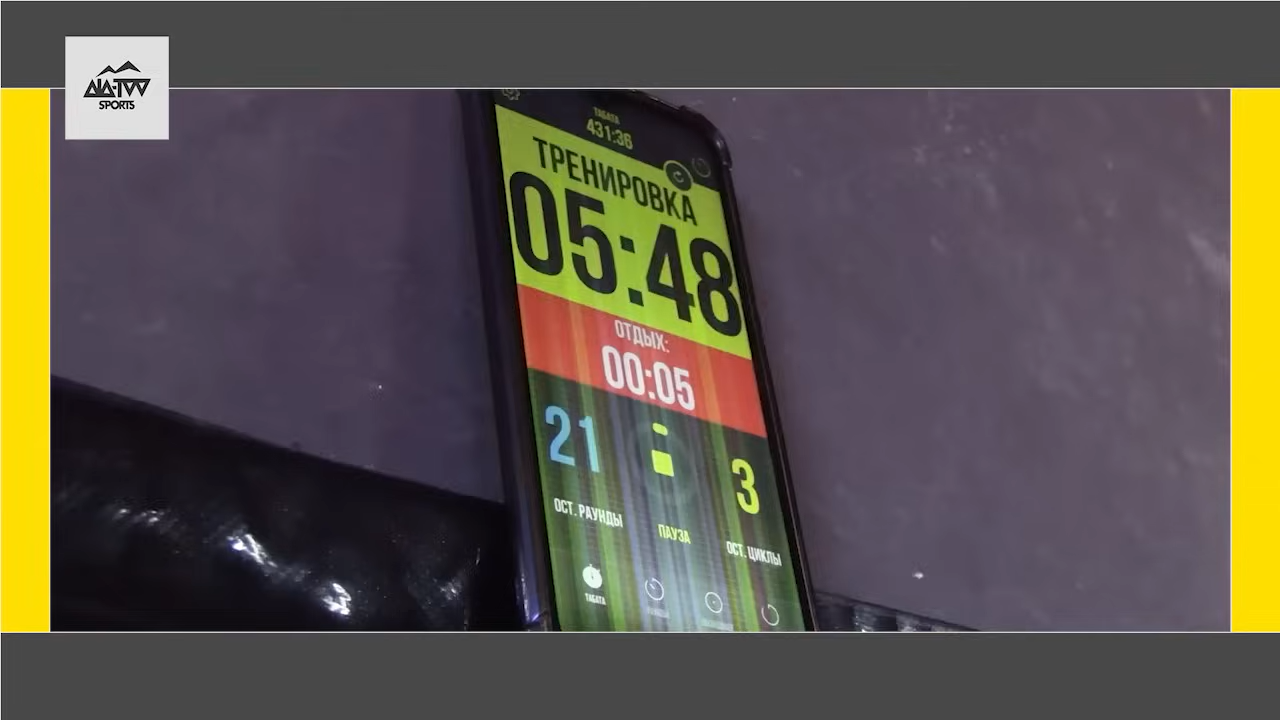 ALA-TOO
SPORTS
ТАБАТА
431:36
ТРЕНИРОВКА
05:48
ОТДЫХ:
00:05
21
3
ОСТ. РАУНДЫ
ПАУЗА
ОСТ. ЦИКЛЫ
ТАБАТА